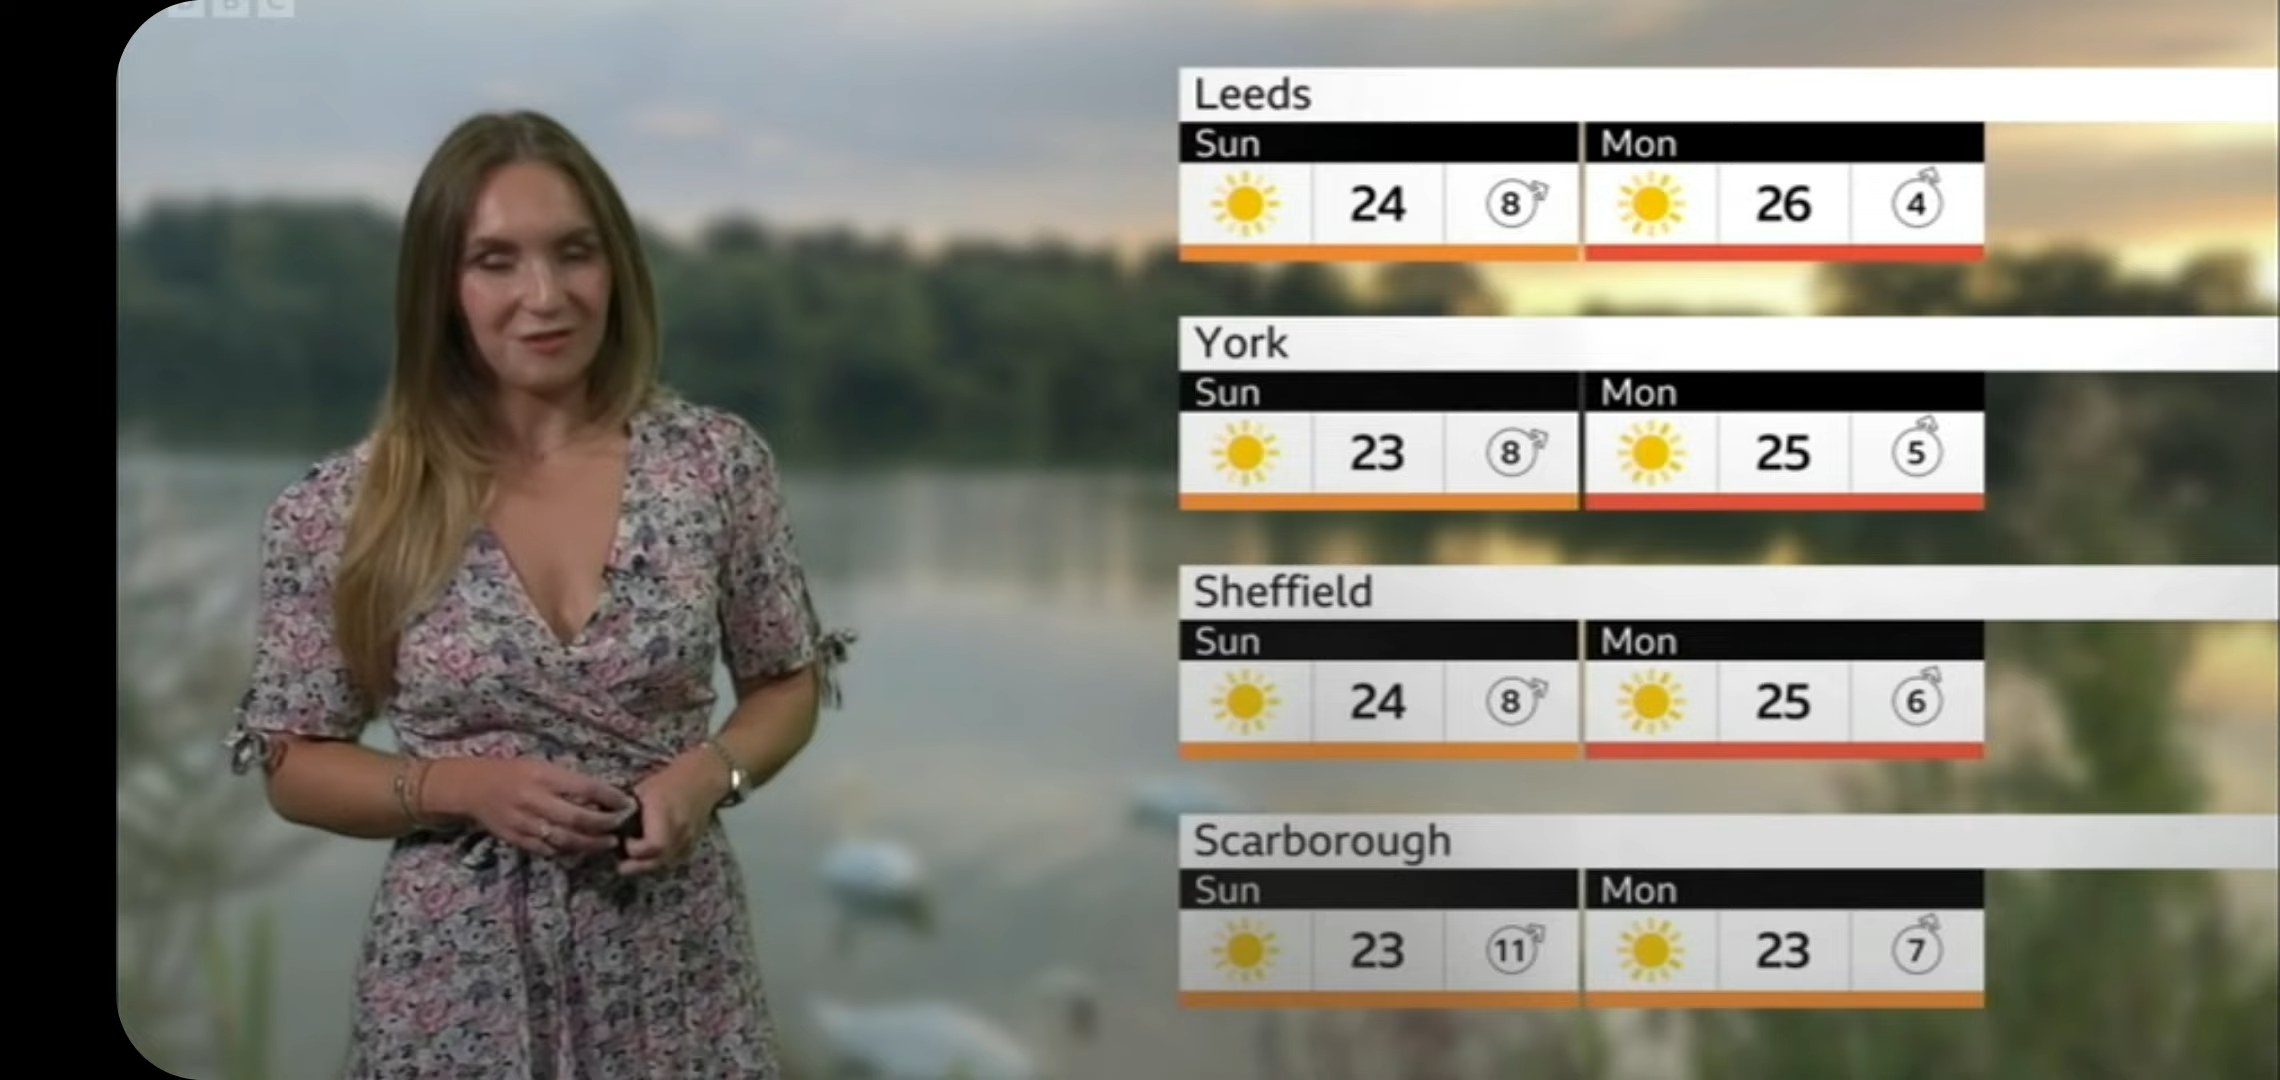 BBC
Leeds
Sun Mon
24 8 26 4
York
Sun Mon
23 8 25 5
Sheffield
Sun Mon
24 8 25 6
Scarborough
Sun Mon
23 11 23 7